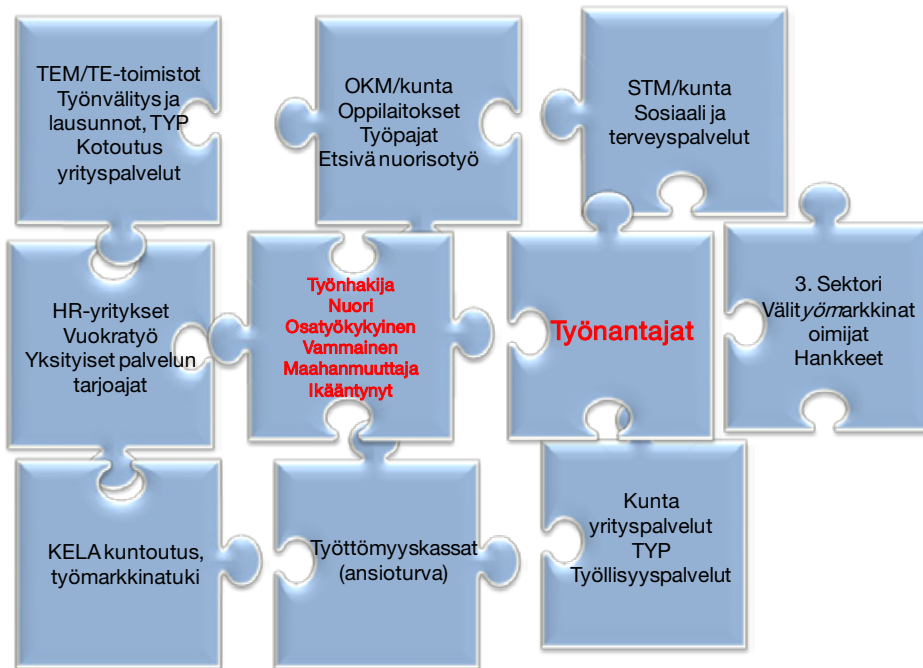 TEM/TE-toimistot
Työnvälitys ja
lausunnot, TYP
Kotoutus
yrityspalvelut
OKM/kunta
Oppilaitokset
Työpajat
Etsivä nuorisotyö
STM/kunta
Sosiaali ja
terveyspalvelut
HR-yritykset
Vuokratyö
Yksityiset palvelun
tarjoajat
Työnhakija
Nuori
Osatyökykyinen
Vammainen
Maahanmuuttaja
Ikääntynyt
Työnantajat
3. Sektori
Välityömarkkinat
oimijat
Hankkeet
KELA kuntoutus,
työmarkkinatuki
Työttömyyskassat
(ansioturva)
Kunta
yrityspalvelut
TYP
Työllisyyspalvelut